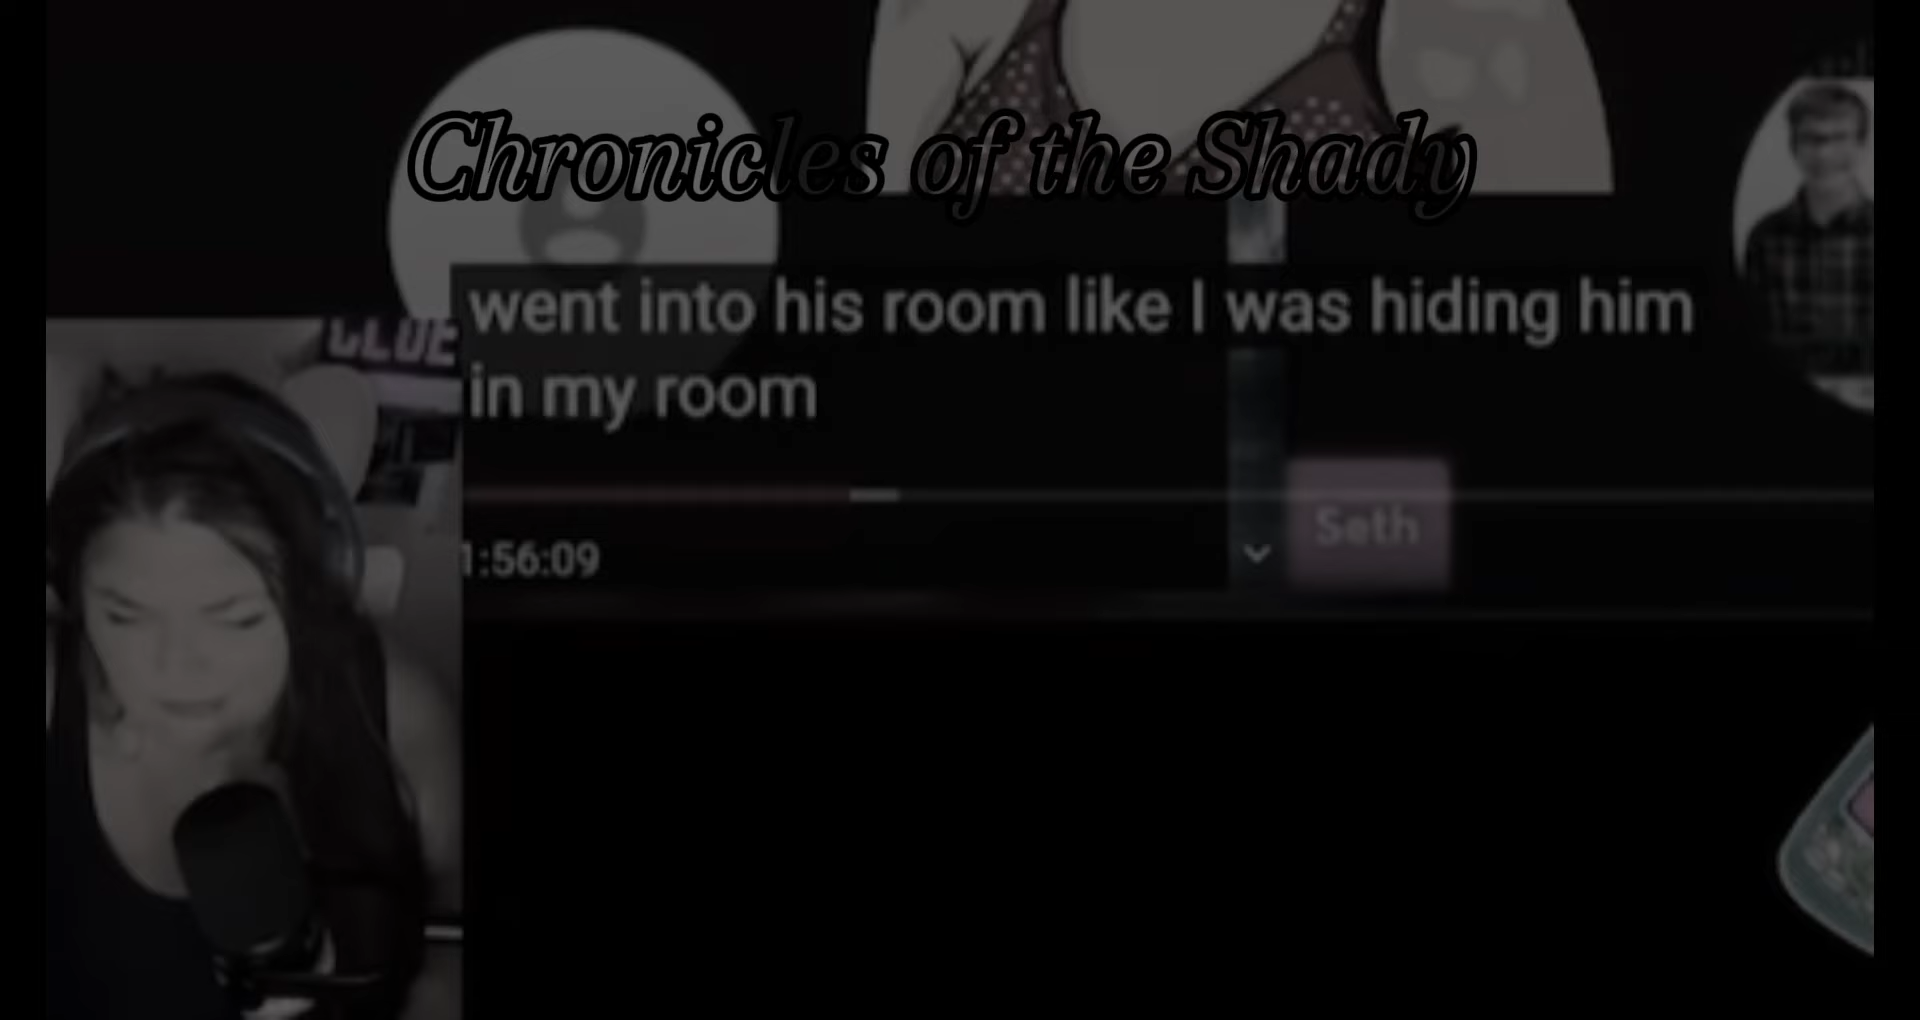 Chronicles of the Shady
CLUE
went into his room like I was hiding him
in my room
Seth
1:56:09